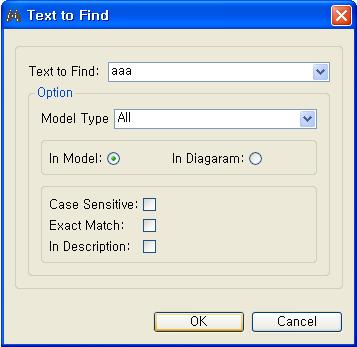 Text to Find
Text to Find: aaa
Option
Model Type All
In Model: In Diagaram:
Case Sensitive:
Exact Match:
In Description:
OK Cancel